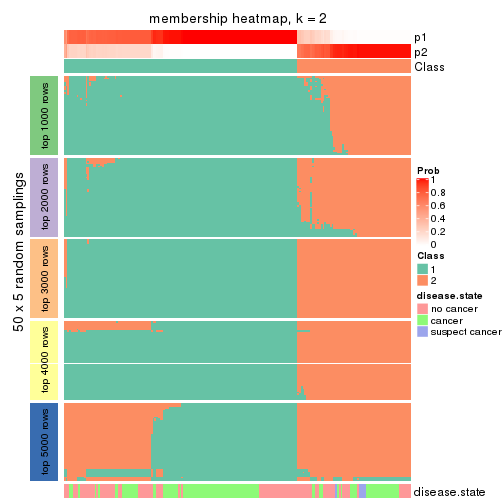 membership heatmap, k = 2
p1
p2
Class
50 x 5 random samplings
top 1000 rows
top 2000 rows
top 3000 rows
top 4000 rows
top 5000 rows
Prob
1
0.8
0.6
0.4
0.2
0
Class
1
2
disease.state
no cancer
cancer
suspect cancer
disease.state